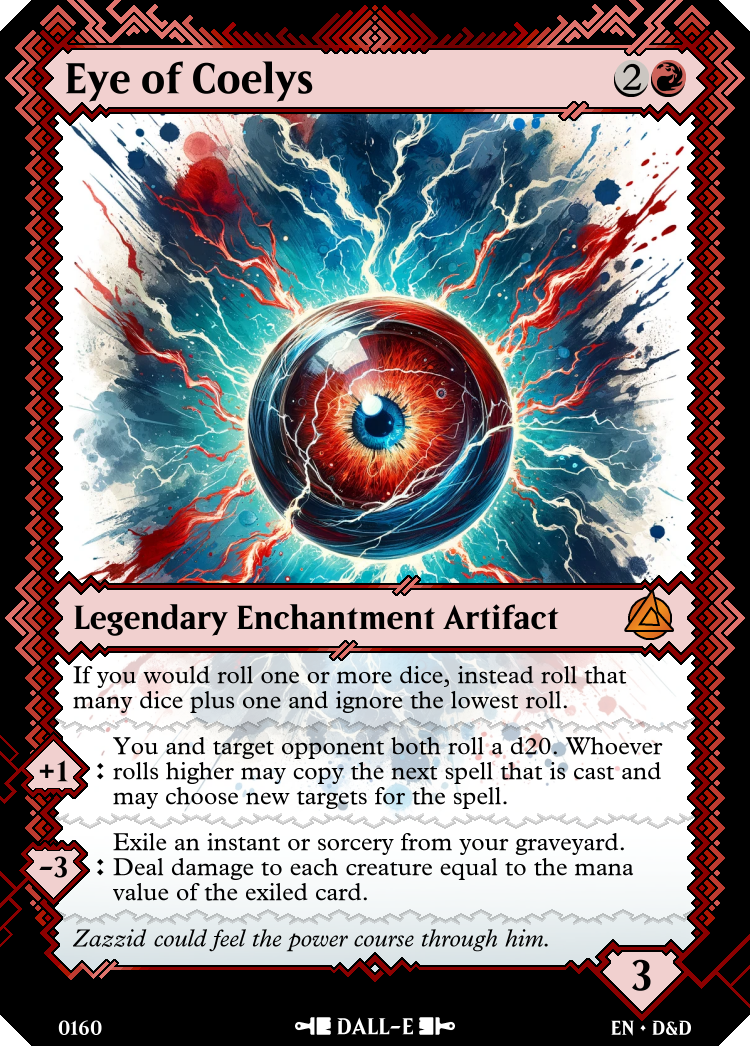 Eye of Coelys
2
Legendary Enchantment Artifact
If you would roll one or more dice, instead roll that
many dice plus one and ignore the lowest roll.
+1 : You and target opponent both roll a d20. Whoever
rolls higher may copy the next spell that is cast and
may choose new targets for the spell.
-3 : Exile an instant or sorcery from your graveyard.
Deal damage to each creature equal to the mana
value of the exiled card.
Zazzid could feel the power course through him.
3
0160
DALL-E
EN • D&D